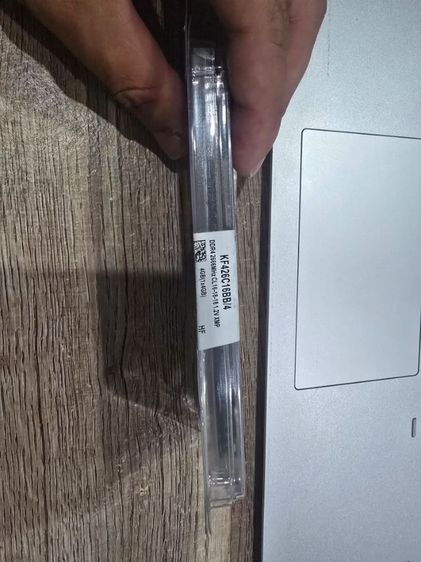 KF426C16BB/4
DDR4 2666MHz CL16-18-18 1.2V XMP
4GB(1x4GB)
HF